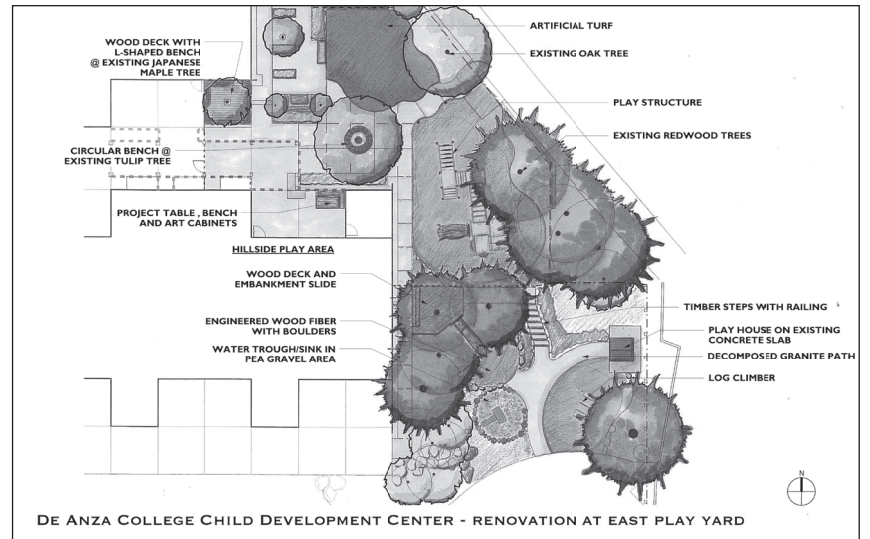 WOOD DECK WITH
L-SHAPED BENCH
@ EXISTING JAPANESE
MAPLE TREE
CIRCULAR BENCH @
EXISTING TULIP TREE
PROJECT TABLE , BENCH
AND ART CABINETS
HILLSIDE PLAY AREA
WOOD DECK AND
EMBANKMENT SLIDE
ENGINEERED WOOD FIBER
WITH BOULDERS
WATER TROUGH/SINK IN
PEA GRAVEL AREA
ARTIFICIAL TURF
EXISTING OAK TREE
PLAY STRUCTURE
EXISTING REDWOOD TREES
TIMBER STEPS WITH RAILING
PLAY HOUSE ON EXISTING
CONCRETE SLAB
DECOMPOSED GRANITE PATH
LOG CLIMBER
N
DE ANZA COLLEGE CHILD DEVELOPMENT CENTER - RENOVATION AT EAST PLAY YARD